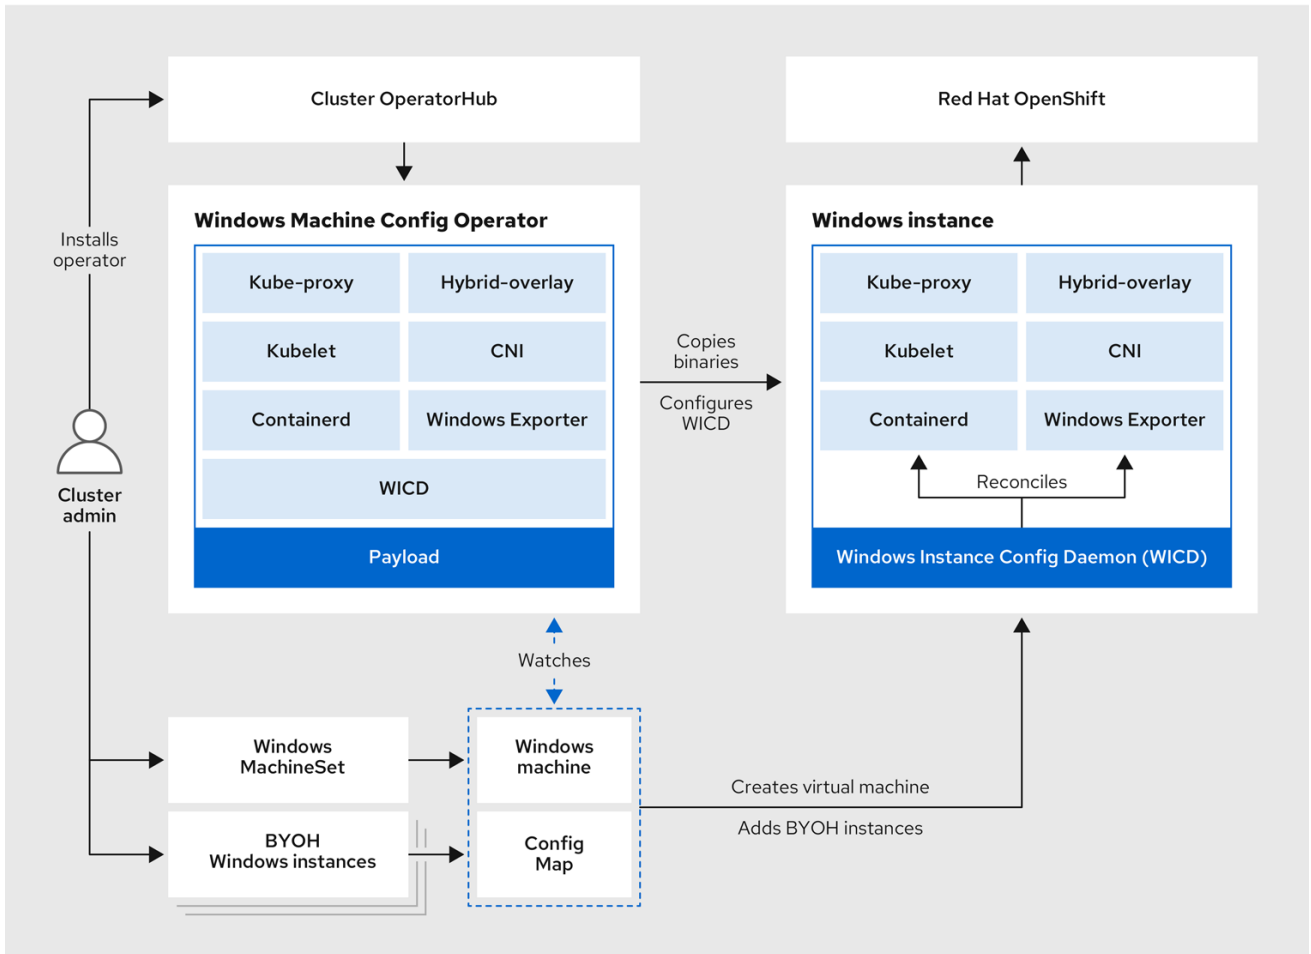 Cluster OperatorHub
Red Hat OpenShift
Installs
operator
Windows Machine Config Operator
Kube-proxy
Hybrid-overlay
Kubelet
CNI
Containerd
Windows Exporter
WICD
Payload
Copies
binaries
Configures
WICD
Windows instance
Kube-proxy
Hybrid-overlay
Kubelet
CNI
Containerd
Windows Exporter
Reconciles
Windows Instance Config Daemon (WICD)
Cluster
admin
Watches
Windows
MachineSet
Windows
machine
BYOH
Windows instances
Config
Map
Creates virtual machine
Adds BYOH instances